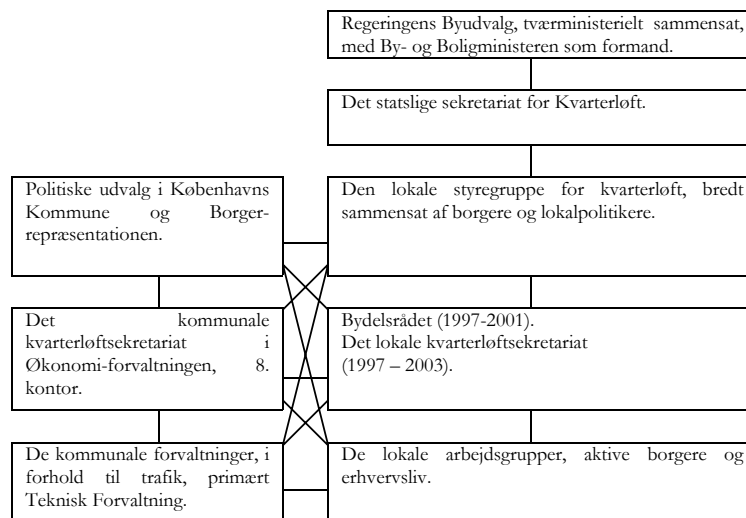 Regeringens Byudvalg, tværministerielt sammensat,
med By- og Boligministeren som formand.
Det statslige sekretariat for Kvarterløft.
Politiske udvalg i Københavns
Kommune og Borger-
repræsentationen.
Den lokale styregruppe for kvarterløft, bredt
sammensat af borgere og lokalpolitikere.
Det kommunale
kvarterløftsekretariat i
Økonomi-forvaltningen, 8.
kontor.
Bydelsrådet (1997-2001).
Det lokale kvarterløftsekretariat
(1997 – 2003).
De kommunale forvaltninger, i
forhold til trafik, primært
Teknisk Forvaltning.
De lokale arbejdsgrupper, aktive borgere og
erhvervsliv.